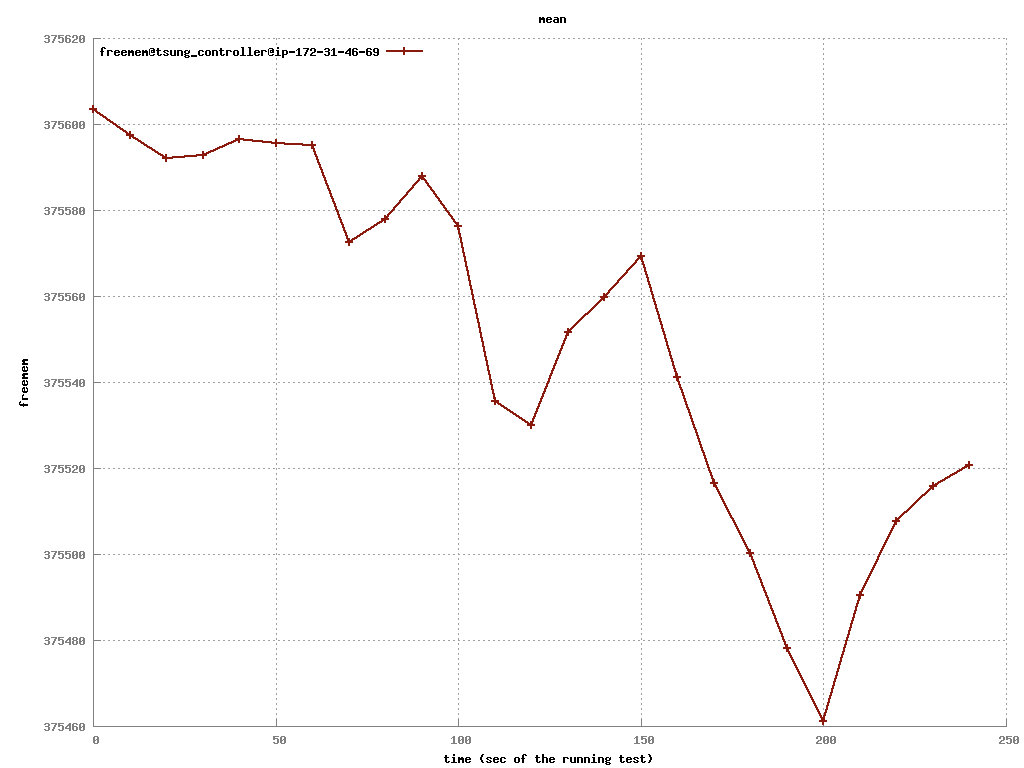 mean
375620
freemem@tsung_controller@ip-172-31-46-69
375600
375580
375560
375540
freemem
375520
375500
375480
375460
0 50 100 150 200 250
time (sec of the running test)